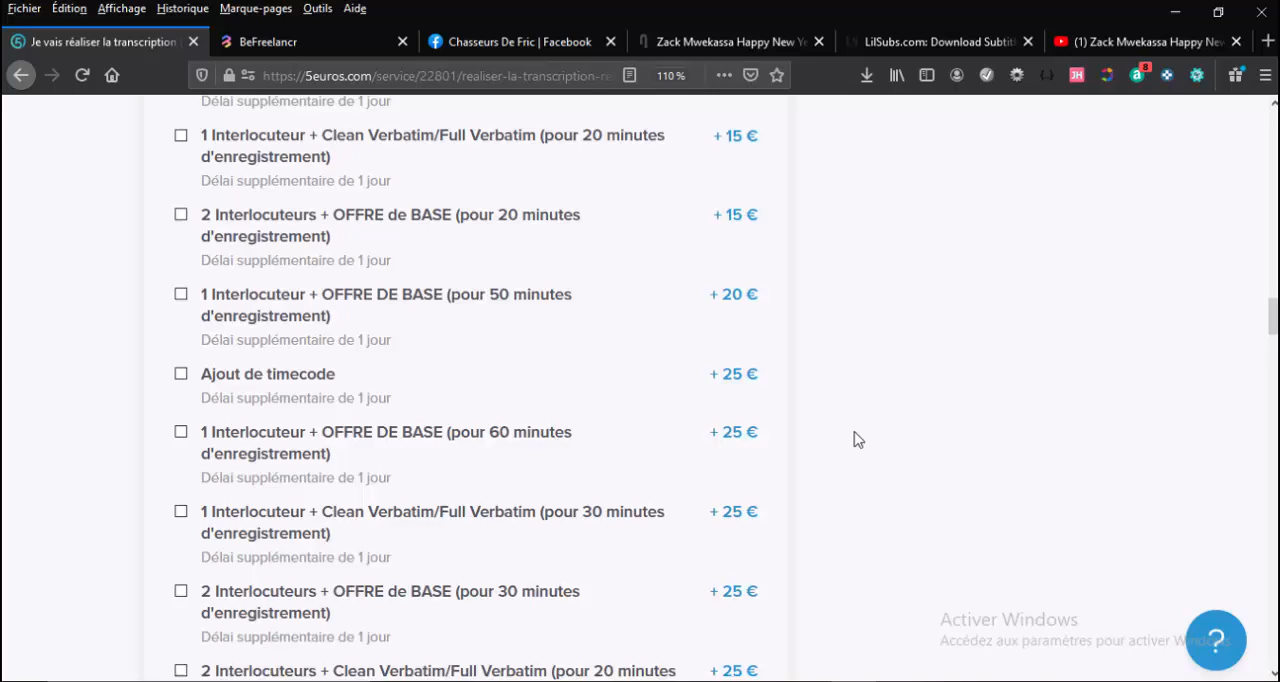 Fichier Édition Affichage Historique Marque-pages Outils Aide
Je vais réaliser la transcription
BeFreelancr
Chasseurs De Fric | Facebook
Zack Mwekassa Happy New Ye
LilSubs.com: Download Subtit
(1) Zack Mwekassa Happy New
https://5euros.com/service/22801/realiser-la-transcription-re
110 %
8
Délai supplémentaire de 1 jour
1 Interlocuteur + Clean Verbatim/Full Verbatim (pour 20 minutes
d'enregistrement)
+ 15 €
Délai supplémentaire de 1 jour
2 Interlocuteurs + OFFRE de BASE (pour 20 minutes
d'enregistrement)
+ 15 €
Délai supplémentaire de 1 jour
1 Interlocuteur + OFFRE DE BASE (pour 50 minutes
d'enregistrement)
+ 20 €
Délai supplémentaire de 1 jour
Ajout de timecode
+ 25 €
Délai supplémentaire de 1 jour
1 Interlocuteur + OFFRE DE BASE (pour 60 minutes
d'enregistrement)
+ 25 €
Délai supplémentaire de 1 jour
1 Interlocuteur + Clean Verbatim/Full Verbatim (pour 30 minutes
d'enregistrement)
+ 25 €
Délai supplémentaire de 1 jour
2 Interlocuteurs + OFFRE de BASE (pour 30 minutes
d'enregistrement)
+ 25 €
Délai supplémentaire de 1 jour
2 Interlocuteurs + Clean Verbatim/Full Verbatim (pour 20 minutes
+ 25 €
Activer Windows
Accédez aux paramètres pour activer Windows.
?